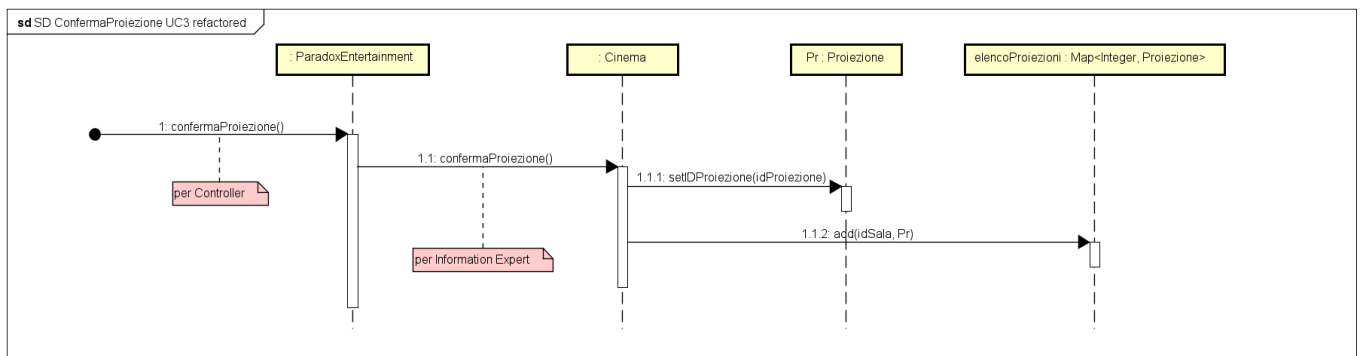 sd SD ConfermaProiezione UC3 refactored
: ParadoxEntertainment
: Cinema
Pr : Proiezione
elencoProiezioni : Map<Integer, Proiezione>
1: confermaProiezione()
1.1: confermaProiezione()
1.1.1: setIDProiezione(idProiezione)
per Controller
1.1.2: add(idSala, Pr)
per Information Expert